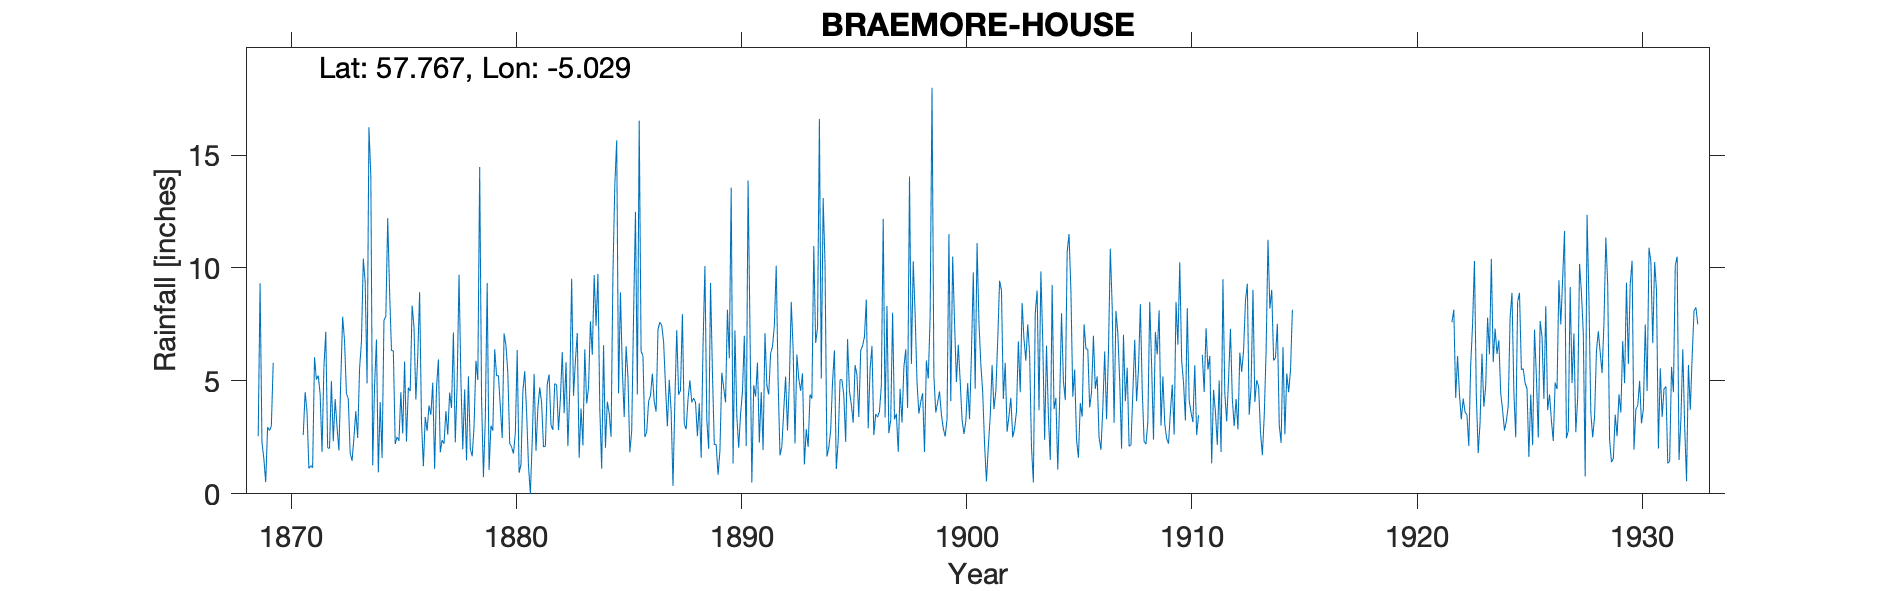 BRAEMORE-HOUSE
Lat: 57.767, Lon: -5.029
15
10
5
0
Rainfall [inches]
1870 1880 1890 1900 1910 1920 1930
Year